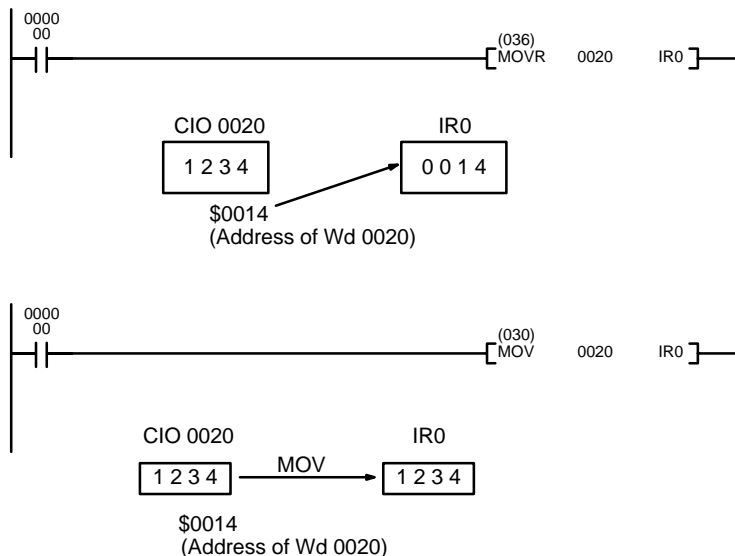 0000
00
(036)
MOVR 0020 IR0
CIO 0020 IR0
1 2 3 4 0 0 1 4
$0014
(Address of Wd 0020)
0000
00
(030)
MOV 0020 IR0
CIO 0020 IR0
1 2 3 4 MOV 1 2 3 4
$0014
(Address of Wd 0020)